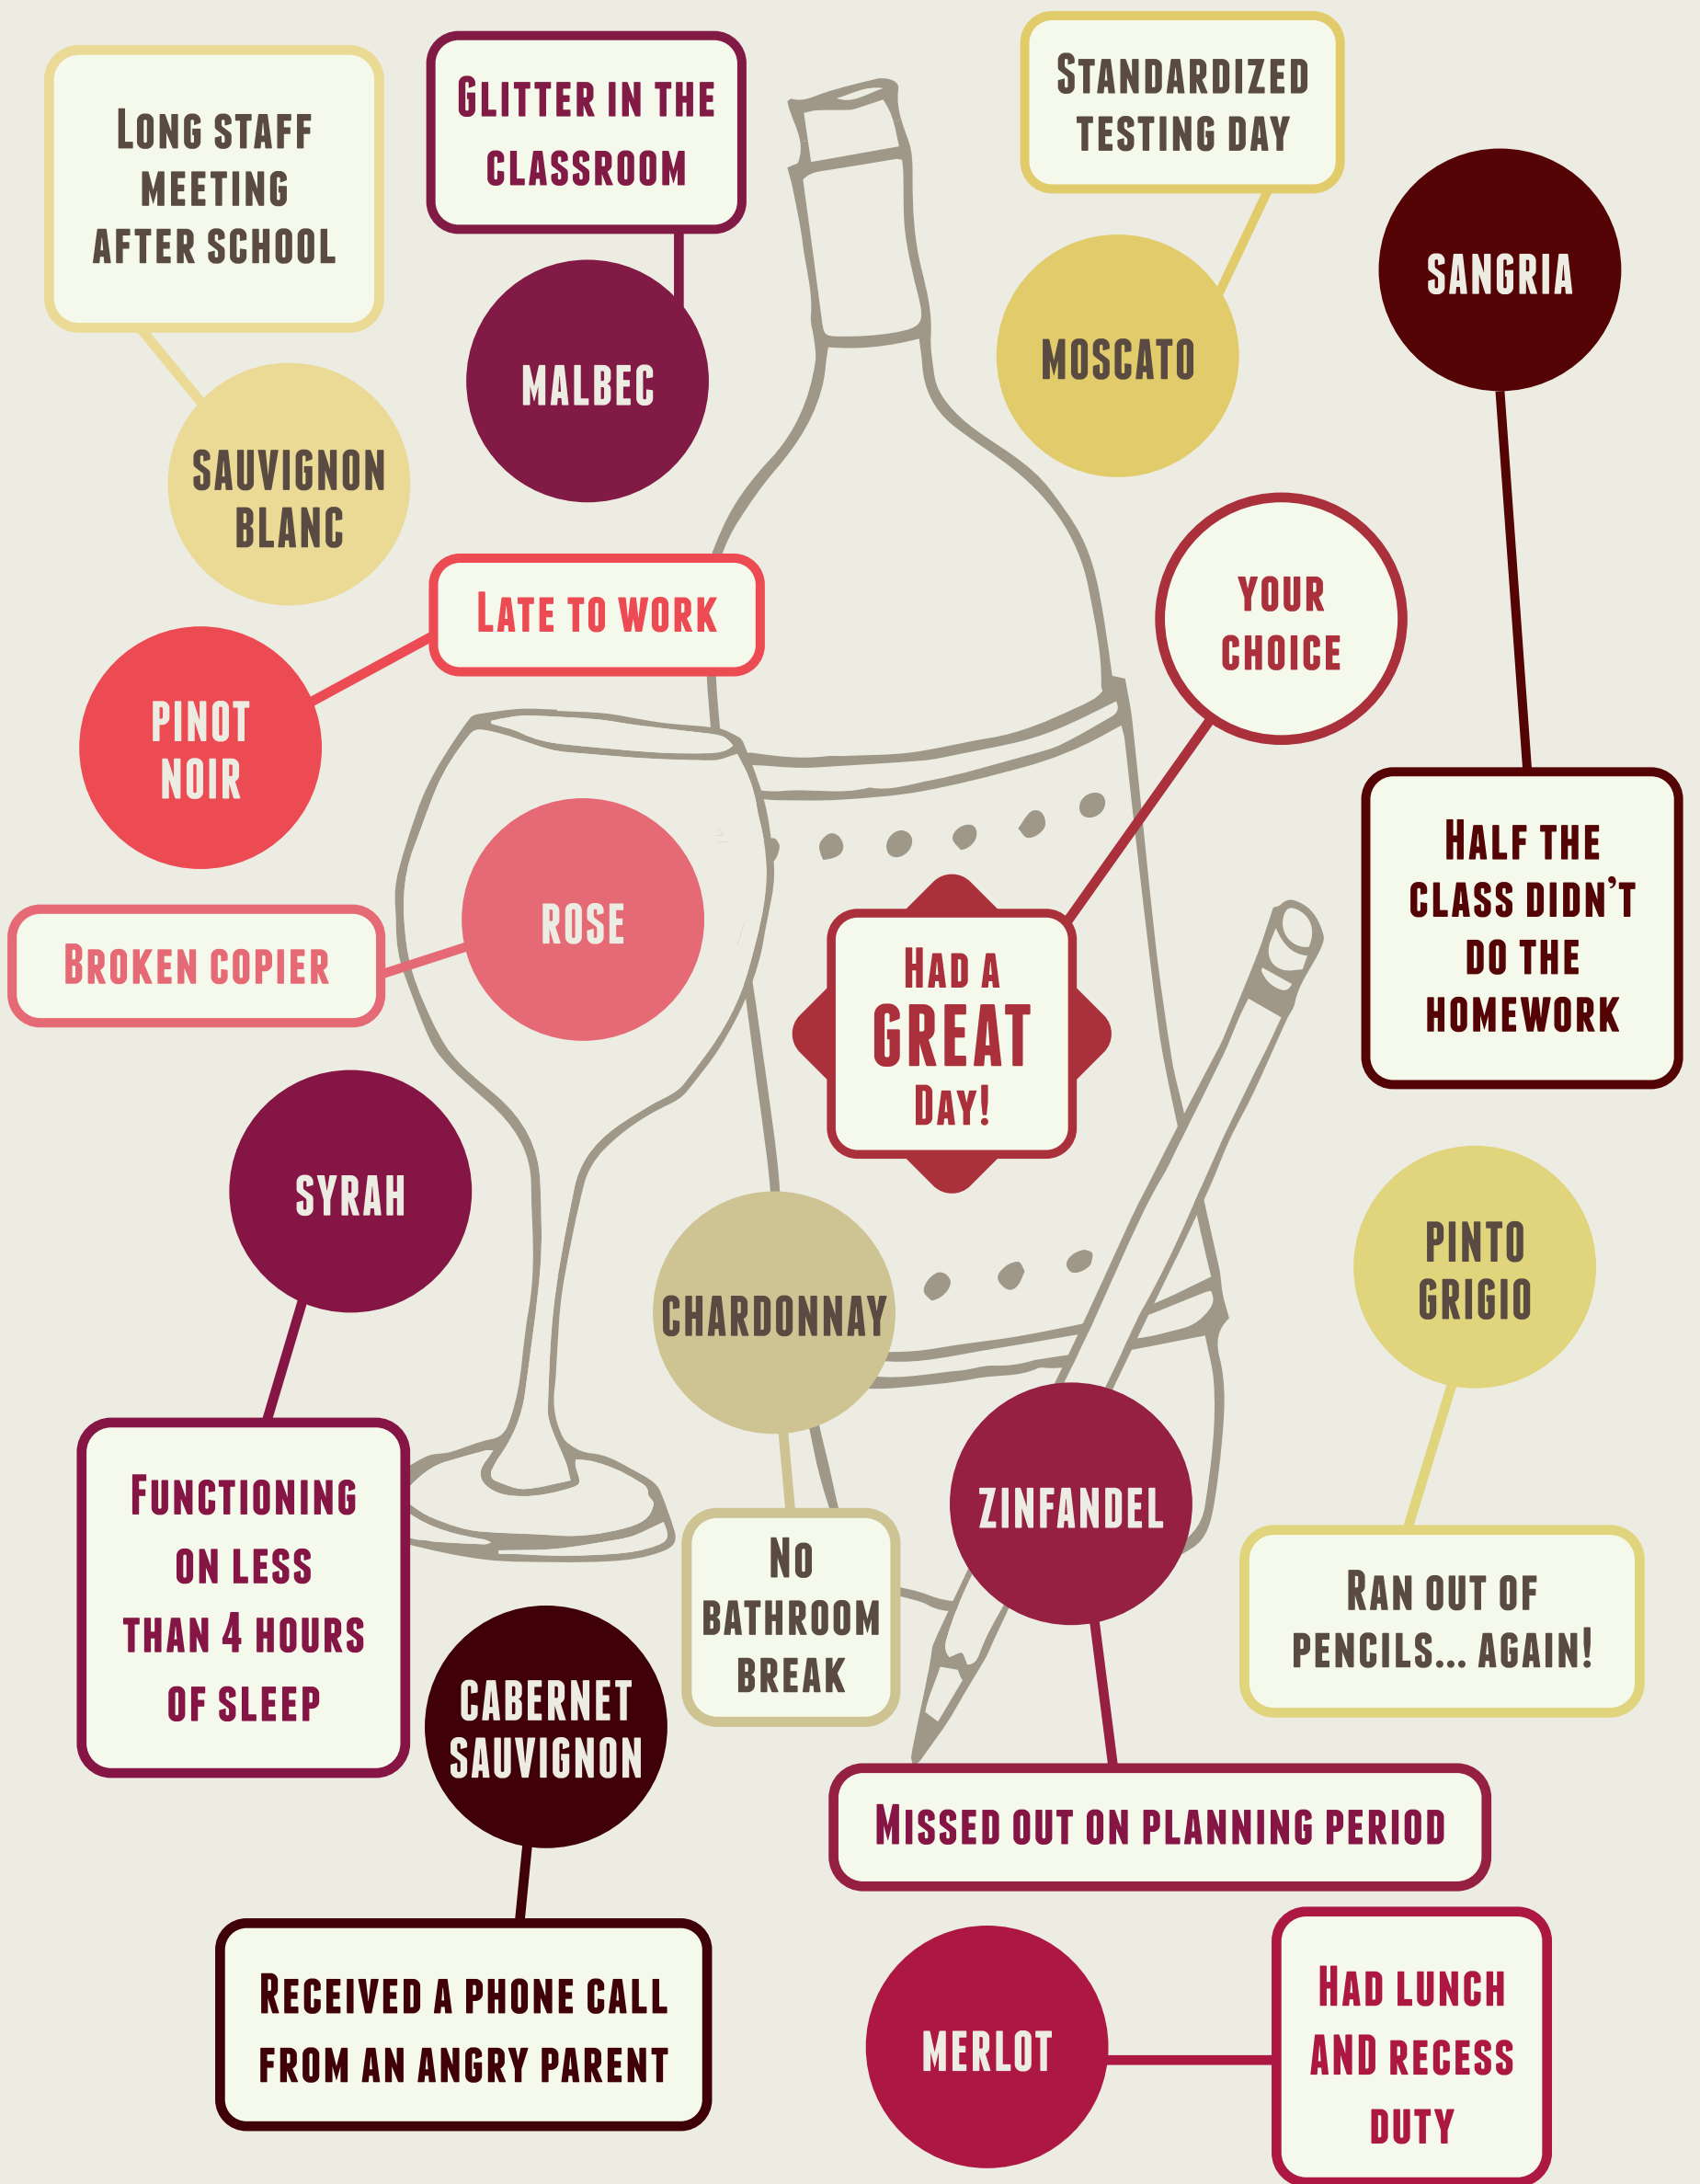 Long staff
meeting
after school
Glitter in the
classroom
Standardized
testing day
SANGRIA
MALBEC
MOSCATO
SAUVIGNON
BLANC
Late to work
YOUR
CHOICE
PINOT
NOIR
ROSE
Broken copier
Had a
GREAT
Day!
Half the
class didn't
do the
homework
SYRAH
CHARDONNAY
PINTO
GRIGIO
Functioning
on less
than 4 hours
of sleep
No
bathroom
break
ZINFANDEL
Ran out of
pencils... again!
CABERNET
SAUVIGNON
Missed out on planning period
Received a phone call
from an angry parent
MERLOT
Had lunch
AND recess
duty